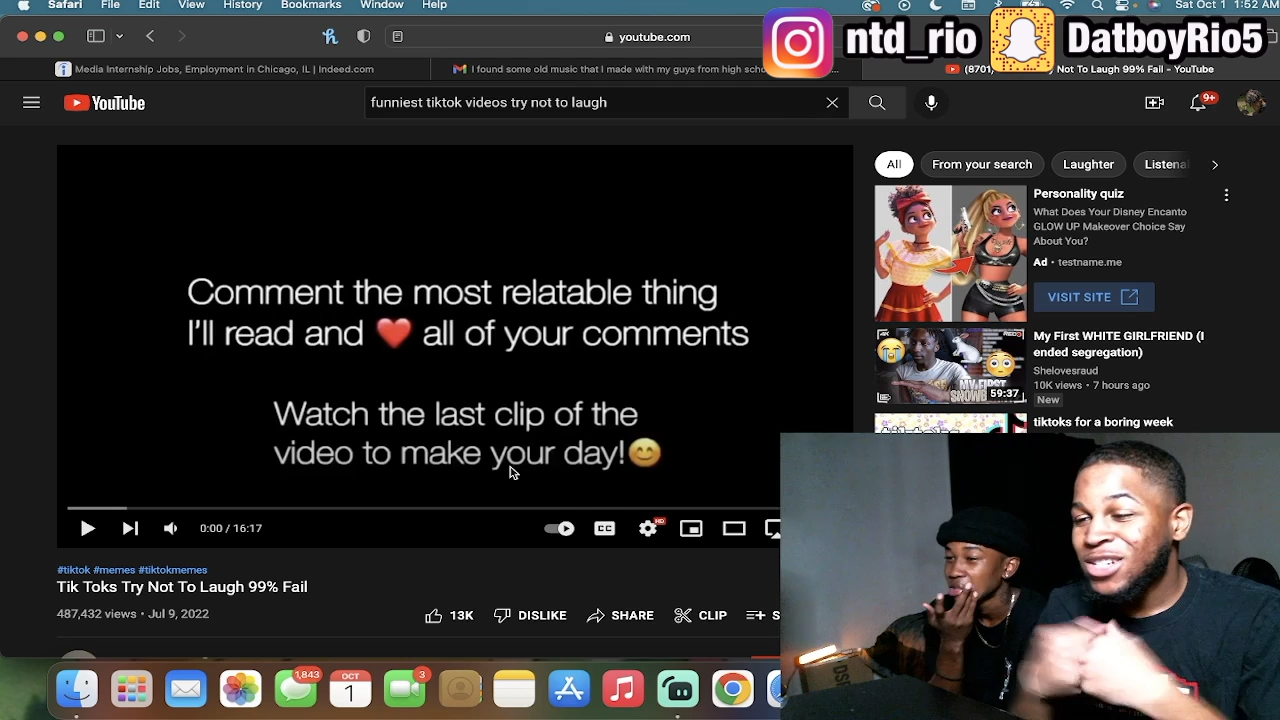 Safari File Edit View History Bookmarks Window Help
Sat Oct 1 1:52 AM
youtube.com
ntd_rio
DatboyRio5
Media Internship Jobs, Employment in Chicago, IL | Indeed.com
I found some old music that I made with my guys from high scho
(8701)
Not To Laugh 99% Fail - YouTube
YouTube
funniest tiktok videos try not to laugh
9+
All
From your search
Laughter
Listena
Comment the most relatable thing
I'll read and ❤️ all of your comments
Watch the last clip of the
video to make your day!😊
0:00 / 16:17
CC
HD
Personality quiz
What Does Your Disney Encanto
GLOW UP Makeover Choice Say
About You?
Ad • testname.me
VISIT SITE
My First WHITE GIRLFRIEND (I
ended segregation)
Shelovesraud
10K views • 7 hours ago
New
59:37
tiktoks for a boring week
#tiktok #memes #tiktokmemes
Tik Toks Try Not To Laugh 99% Fail
487,432 views • Jul 9, 2022
13K
DISLIKE
SHARE
CLIP
S
1,843
OCT
1
3